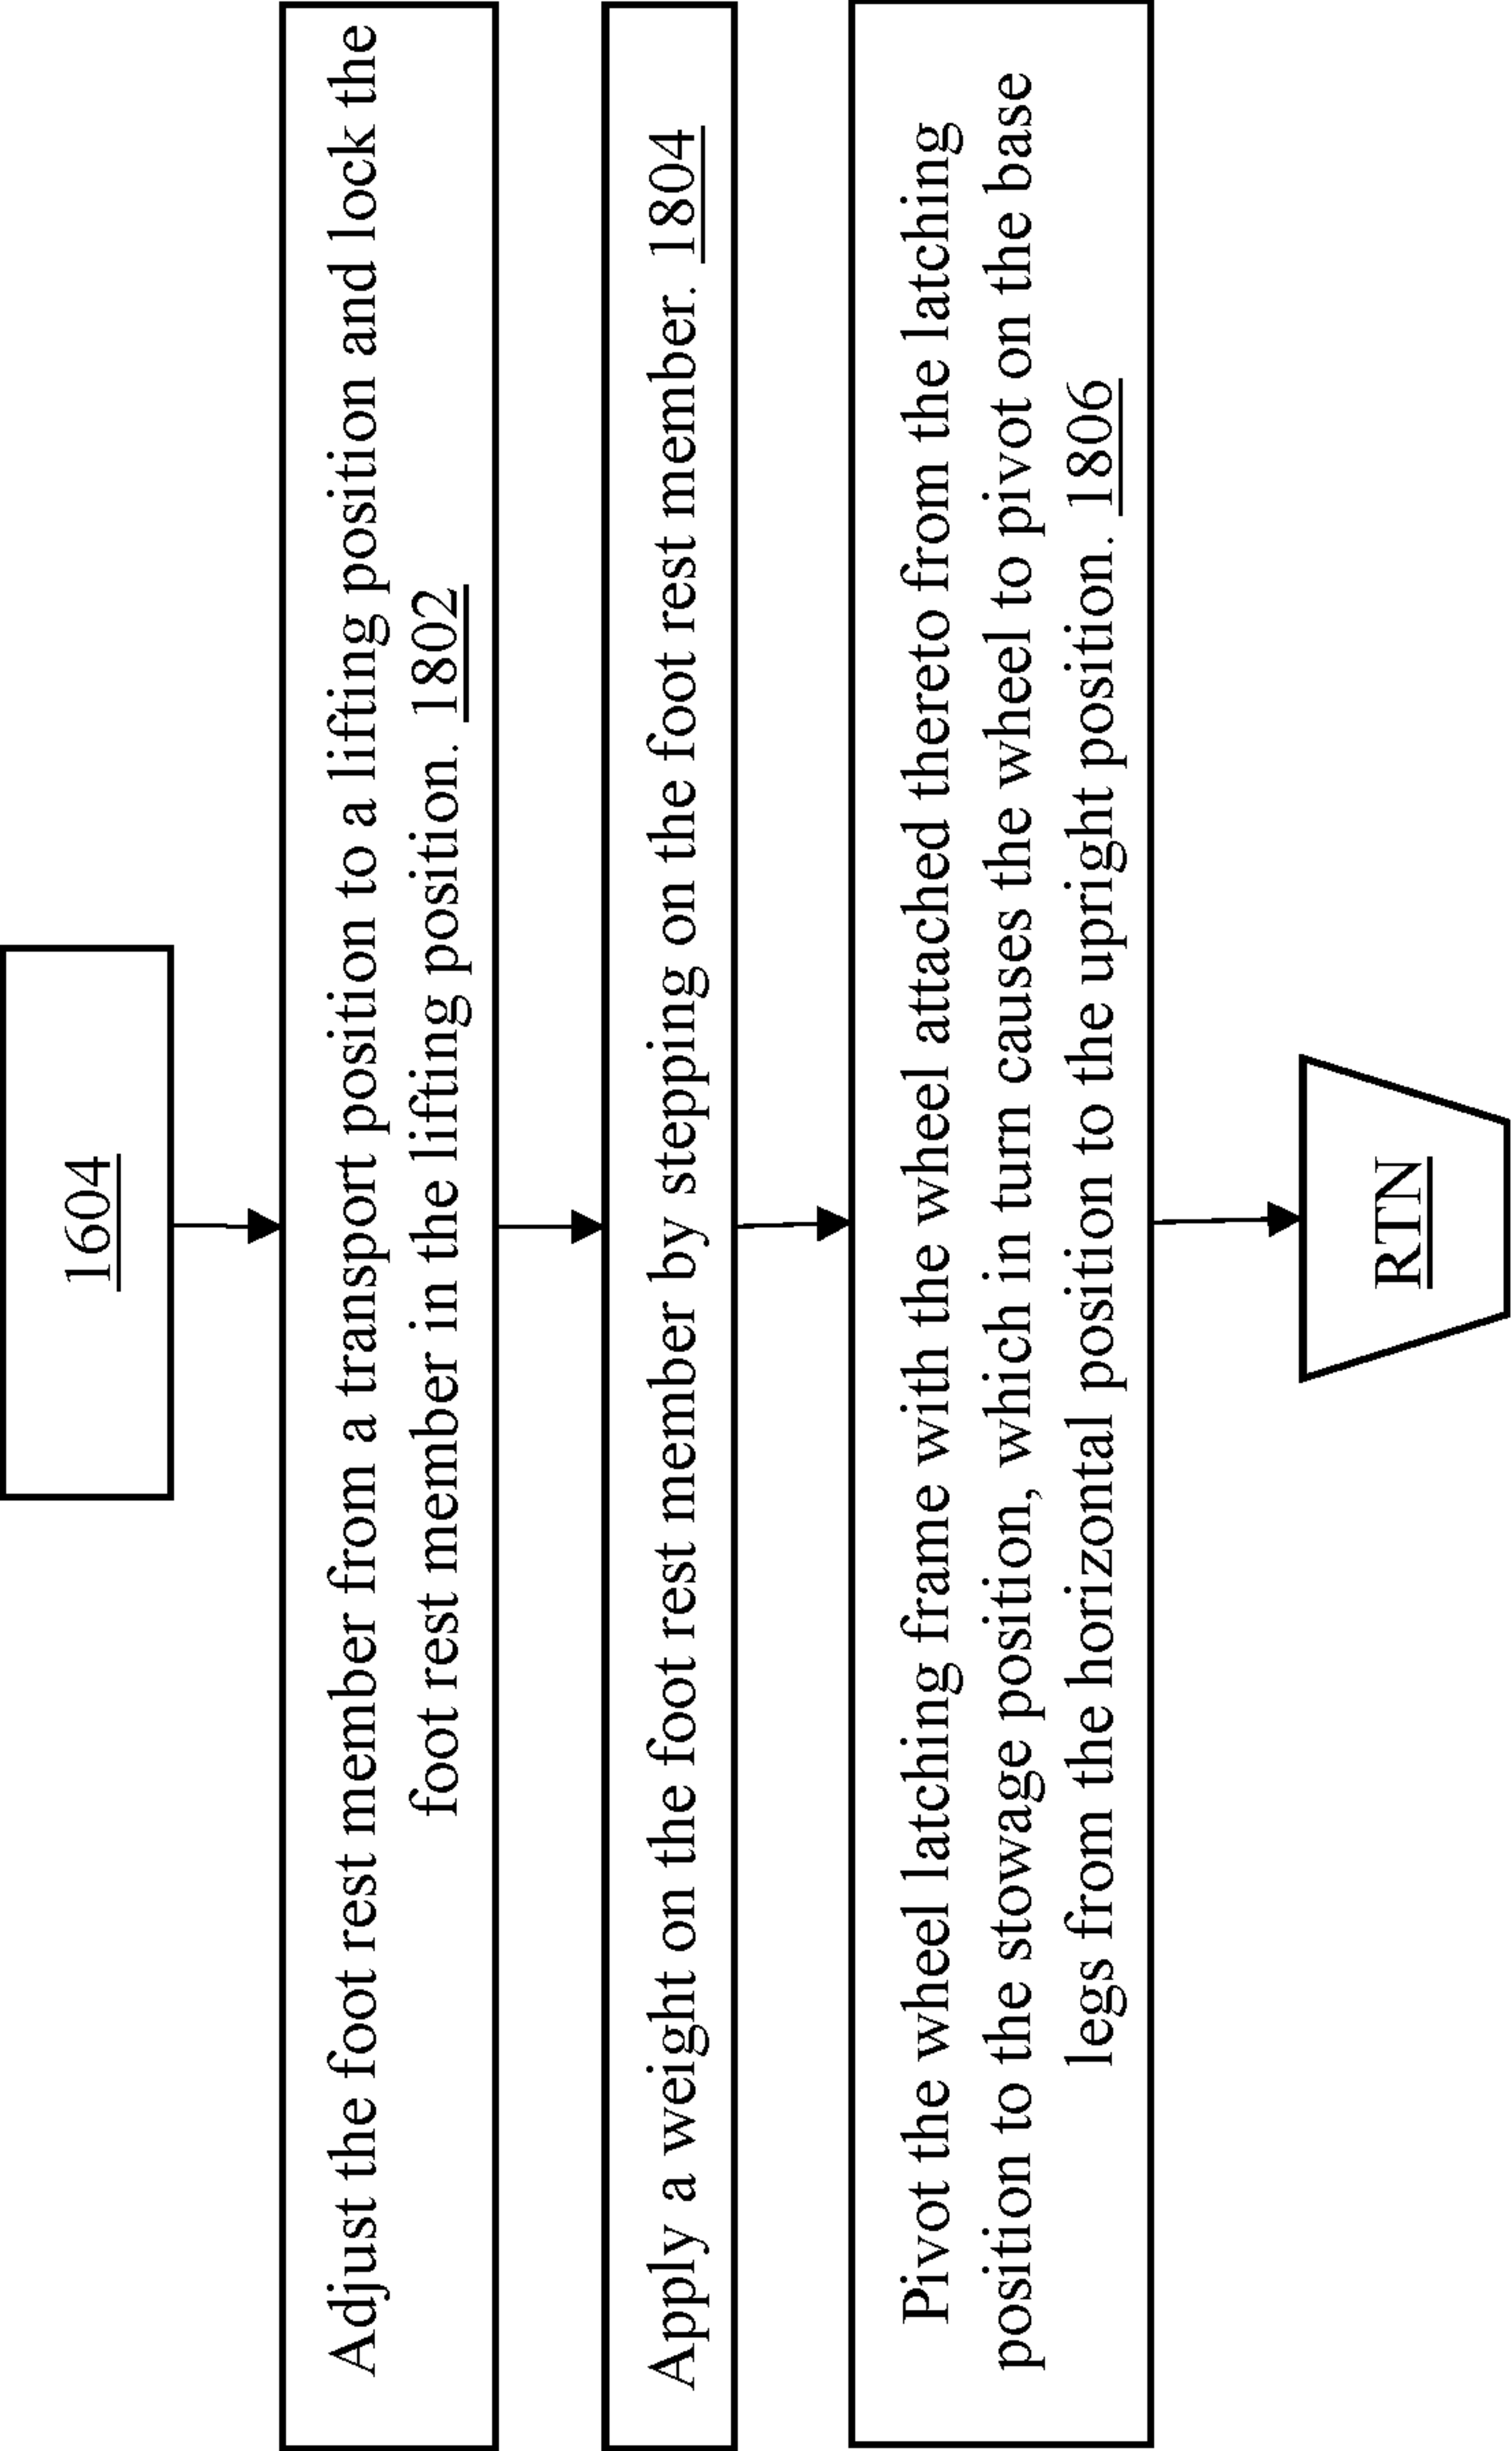 1604
Adjust the foot rest member from a transport position to a lifting position and lock the
foot rest member in the lifting position. 1802
Apply a weight on the foot rest member by stepping on the foot rest member. 1804
Pivot the wheel latching frame with the wheel attached thereto from the latching
position to the stowage position, which in turn causes the wheel to pivot on the base
legs from the horizontal position to the upright position. 1806
RTN